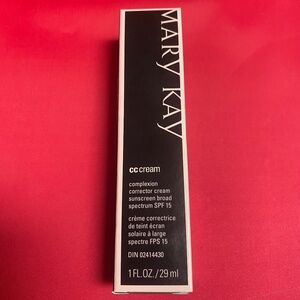 MARY KAY
cc cream
complexion
corrector cream
sunscreen broad
spectrum SPF 15
crème correctrice
de teint écran
solaire à large
spectre FPS 15
DIN 02414430
1 FL.OZ./29 ml